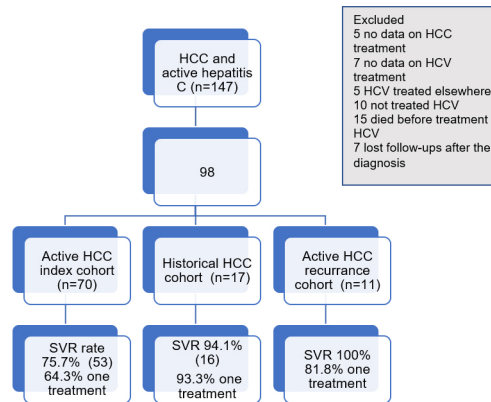 HCC and
active hepatitis
C (n=147)
Excluded
5 no data on HCC
treatment
7 no data on HCV
treatment
5 HCV treated elsewhere
10 not treated HCV
15 died before treatment
HCV
7 lost follow-ups after the
diagnosis
98
Active HCC
index cohort
(n=70)
Historical HCC
cohort (n=17)
Active HCC
recurrance
cohort (n=11)
SVR rate
75.7% (53)
64.3% one
treatment
SVR 94.1%
(16)
93.3% one
treatment
SVR 100%
81.8% one
treatment